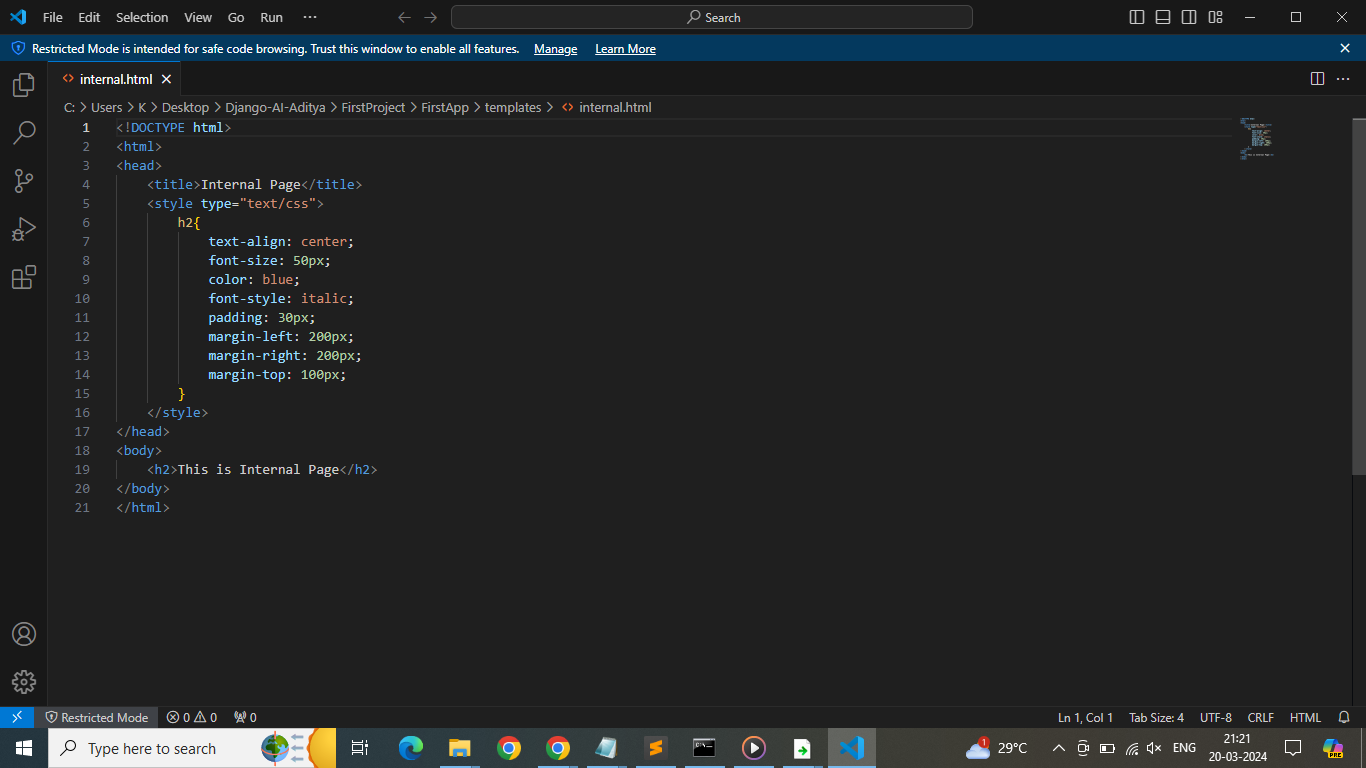 File Edit Selection View Go Run ··· Search
Restricted Mode is intended for safe code browsing. Trust this window to enable all features. Manage Learn More
internal.html
C: > Users > K > Desktop > Django-AI-Aditya > FirstProject > FirstApp > templates > internal.html
1 <!DOCTYPE html>
2 <html>
3 <head>
4     <title>Internal Page</title>
5     <style type="text/css">
6         h2{
7             text-align: center;
8             font-size: 50px;
9             color: blue;
10             font-style: italic;
11             padding: 30px;
12             margin-left: 200px;
13             margin-right: 200px;
14             margin-top: 100px;
15         }
16     </style>
17 </head>
18 <body>
19     <h2>This is Internal Page</h2>
20 </body>
21 </html>
Restricted Mode 0 0 0 Ln 1, Col 1 Tab Size: 4 UTF-8 CRLF HTML
Type here to search 1 29°C ENG 21:21
20-03-2024
PRE